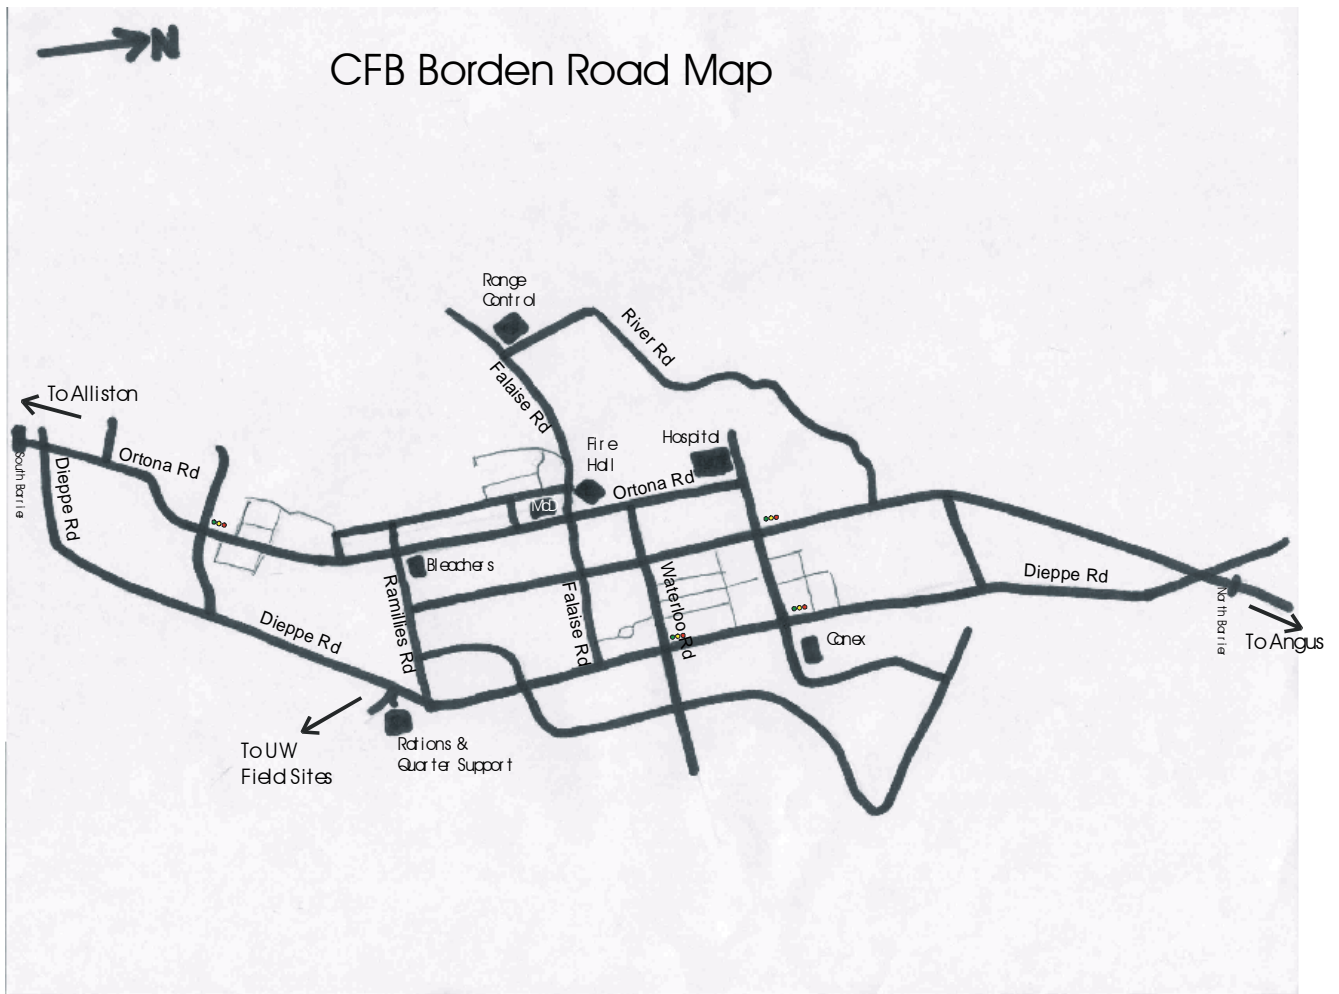 N
CFB Borden Road Map
Range
Control
River Rd
Falaise Rd
To Alliston
Ortona Rd
South Barrier
Dieppe Rd
Fire
Hall
Hospital
Ortona Rd
McD
Bleachers
Ramillies Rd
Falaise Rd
Waterloo Rd
Dieppe Rd
North Barrier
To Angus
Canex
Dieppe Rd
To UW
Field Sites
Rations &
Quarter Support